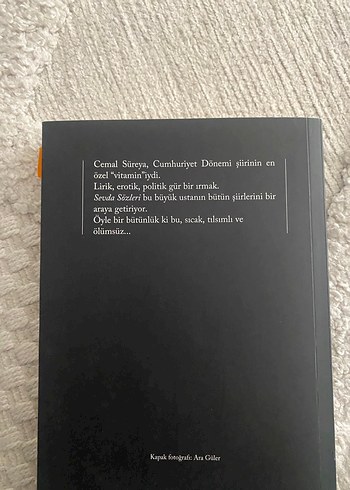 Cemal Süreya, Cumhuriyet Dönemi şiirinin en
özel "vitamin"iydi.
Lirik, erotik, politik gür bir ırmak.
Sevda Sözleri bu büyük ustanın bütün şiirlerini bir
araya getiriyor.
Öyle bir bütünlük ki bu, sıcak, tılsımlı ve
ölümsüz...
Kapak fotoğrafı: Ara Güler